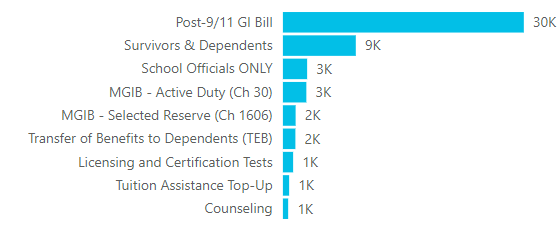 Post-9/11 GI Bill 30K
Survivors & Dependents 9K
School Officials ONLY 3K
MGIB - Active Duty (Ch 30) 3K
MGIB - Selected Reserve (Ch 1606) 2K
Transfer of Benefits to Dependents (TEB) 2K
Licensing and Certification Tests 1K
Tuition Assistance Top-Up 1K
Counseling 1K